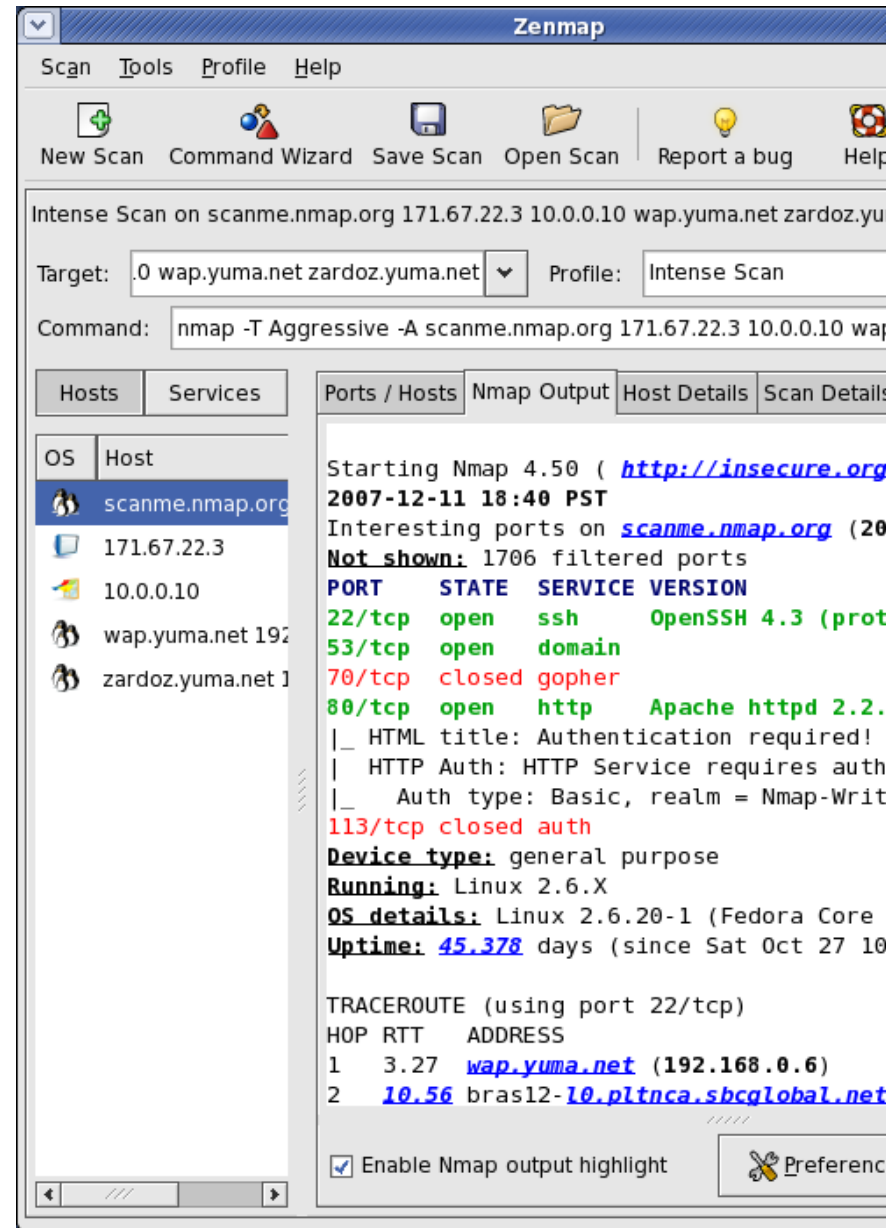 Zenmap
Scan Tools Profile Help
New Scan Command Wizard Save Scan Open Scan Report a bug Help
Intense Scan on scanme.nmap.org 171.67.22.3 10.0.0.10 wap.yuma.net zardoz.yu
Target: .0 wap.yuma.net zardoz.yuma.net Profile: Intense Scan
Command: nmap -T Aggressive -A scanme.nmap.org 171.67.22.3 10.0.0.10 wap
Hosts Services
OS Host
scanme.nmap.org
171.67.22.3
10.0.0.10
wap.yuma.net 192
zardoz.yuma.net 1
Ports / Hosts Nmap Output Host Details Scan Details
Starting Nmap 4.50 ( http://insecure.org
2007-12-11 18:40 PST
Interesting ports on scanme.nmap.org (20
Not shown: 1706 filtered ports
PORT STATE SERVICE VERSION
22/tcp open ssh OpenSSH 4.3 (prot
53/tcp open domain
70/tcp closed gopher
80/tcp open http Apache httpd 2.2.
|_ HTML title: Authentication required!
| HTTP Auth: HTTP Service requires auth
|_ Auth type: Basic, realm = Nmap-Writ
113/tcp closed auth
Device type: general purpose
Running: Linux 2.6.X
OS details: Linux 2.6.20-1 (Fedora Core
Uptime: 45.378 days (since Sat Oct 27 10
TRACEROUTE (using port 22/tcp)
HOP RTT ADDRESS
1 3.27 wap.yuma.net (192.168.0.6)
2 10.56 bras12-l0.pltnca.sbcglobal.net
Enable Nmap output highlight Preferenc